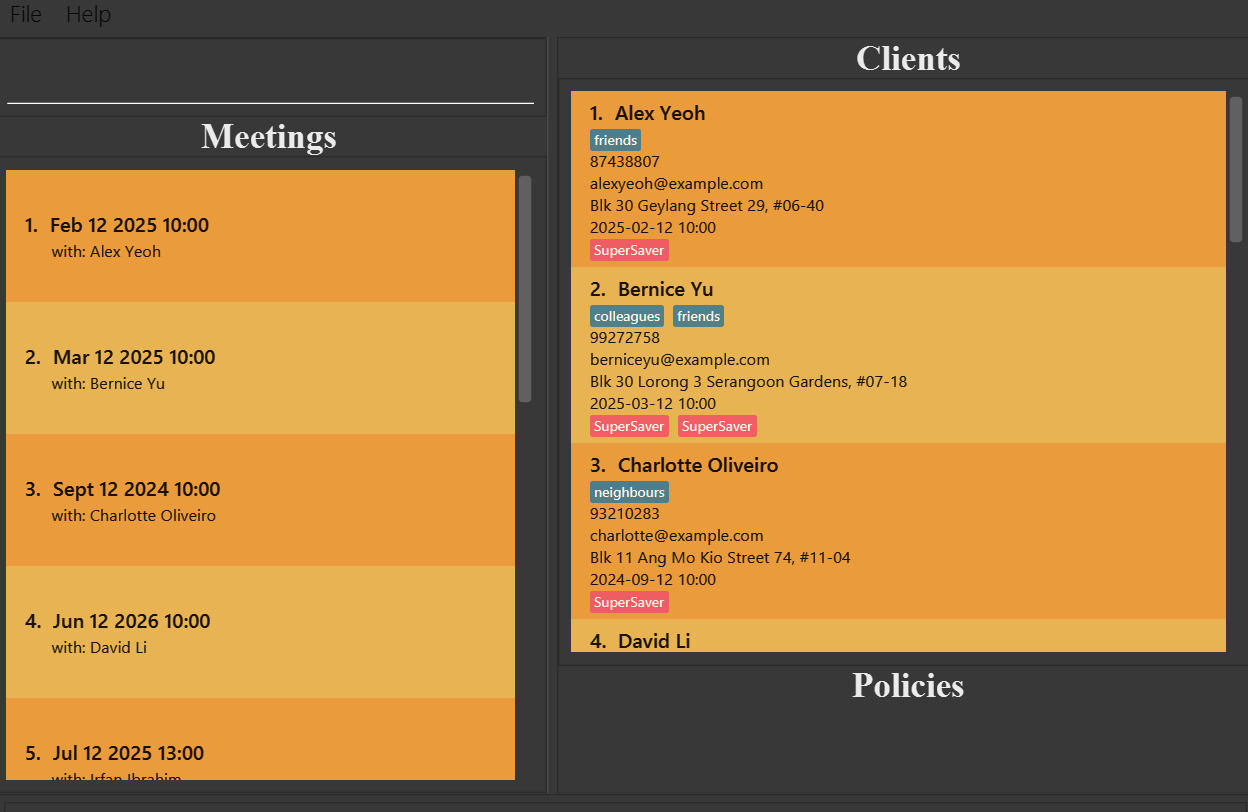 File Help
Meetings
1. Feb 12 2025 10:00
with: Alex Yeoh
2. Mar 12 2025 10:00
with: Bernice Yu
3. Sept 12 2024 10:00
with: Charlotte Oliveiro
4. Jun 12 2026 10:00
with: David Li
5. Jul 12 2025 13:00
with: Irfan Ibrahim
Clients
1. Alex Yeoh
friends
87438807
alexyeoh@example.com
Blk 30 Geylang Street 29, #06-40
2025-02-12 10:00
SuperSaver
2. Bernice Yu
colleagues friends
99272758
berniceyu@example.com
Blk 30 Lorong 3 Serangoon Gardens, #07-18
2025-03-12 10:00
SuperSaver SuperSaver
3. Charlotte Oliveiro
neighbours
93210283
charlotte@example.com
Blk 11 Ang Mo Kio Street 74, #11-04
2024-09-12 10:00
SuperSaver
4. David Li
Policies